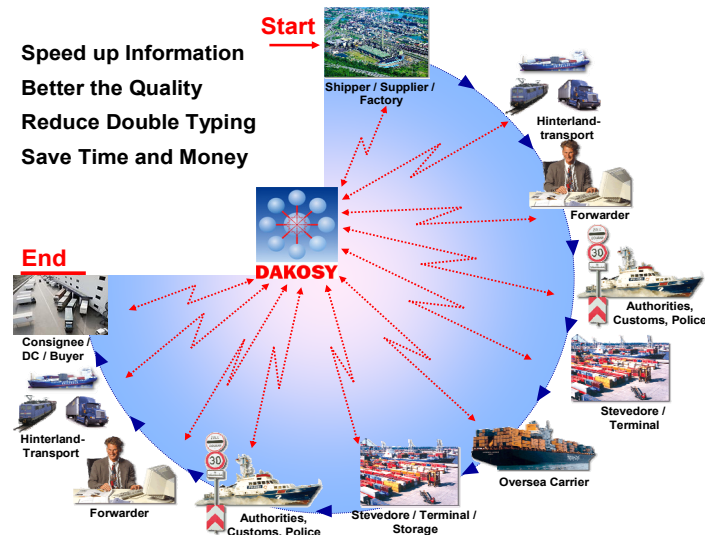 Start
Speed up Information
Better the Quality
Reduce Double Typing
Save Time and Money
Shipper / Supplier /
Factory
Hinterland-
transport
Forwarder
30
Authorities,
Customs, Police
Stevedore /
Terminal
Oversea Carrier
Stevedore / Terminal /
Storage
30
Authorities,
Customs, Police
Forwarder
Hinterland-
Transport
End
Consignee /
DC / Buyer
DAKOSY